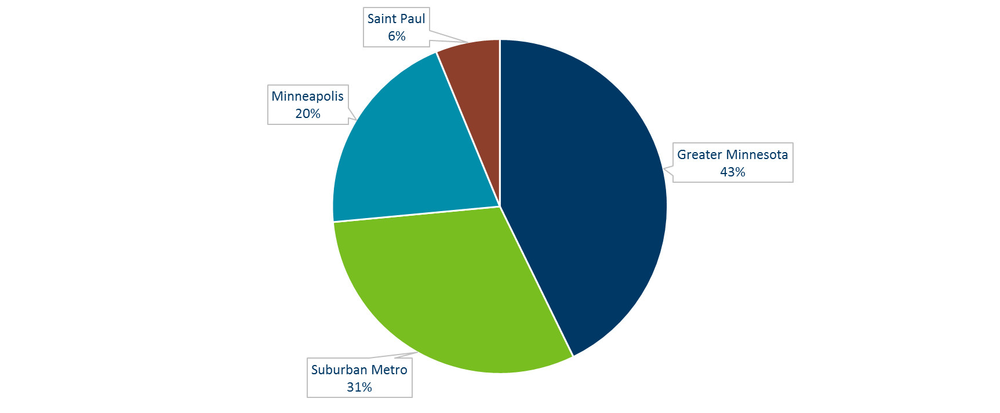 Saint Paul
6%
Minneapolis
20%
Greater Minnesota
43%
Suburban Metro
31%